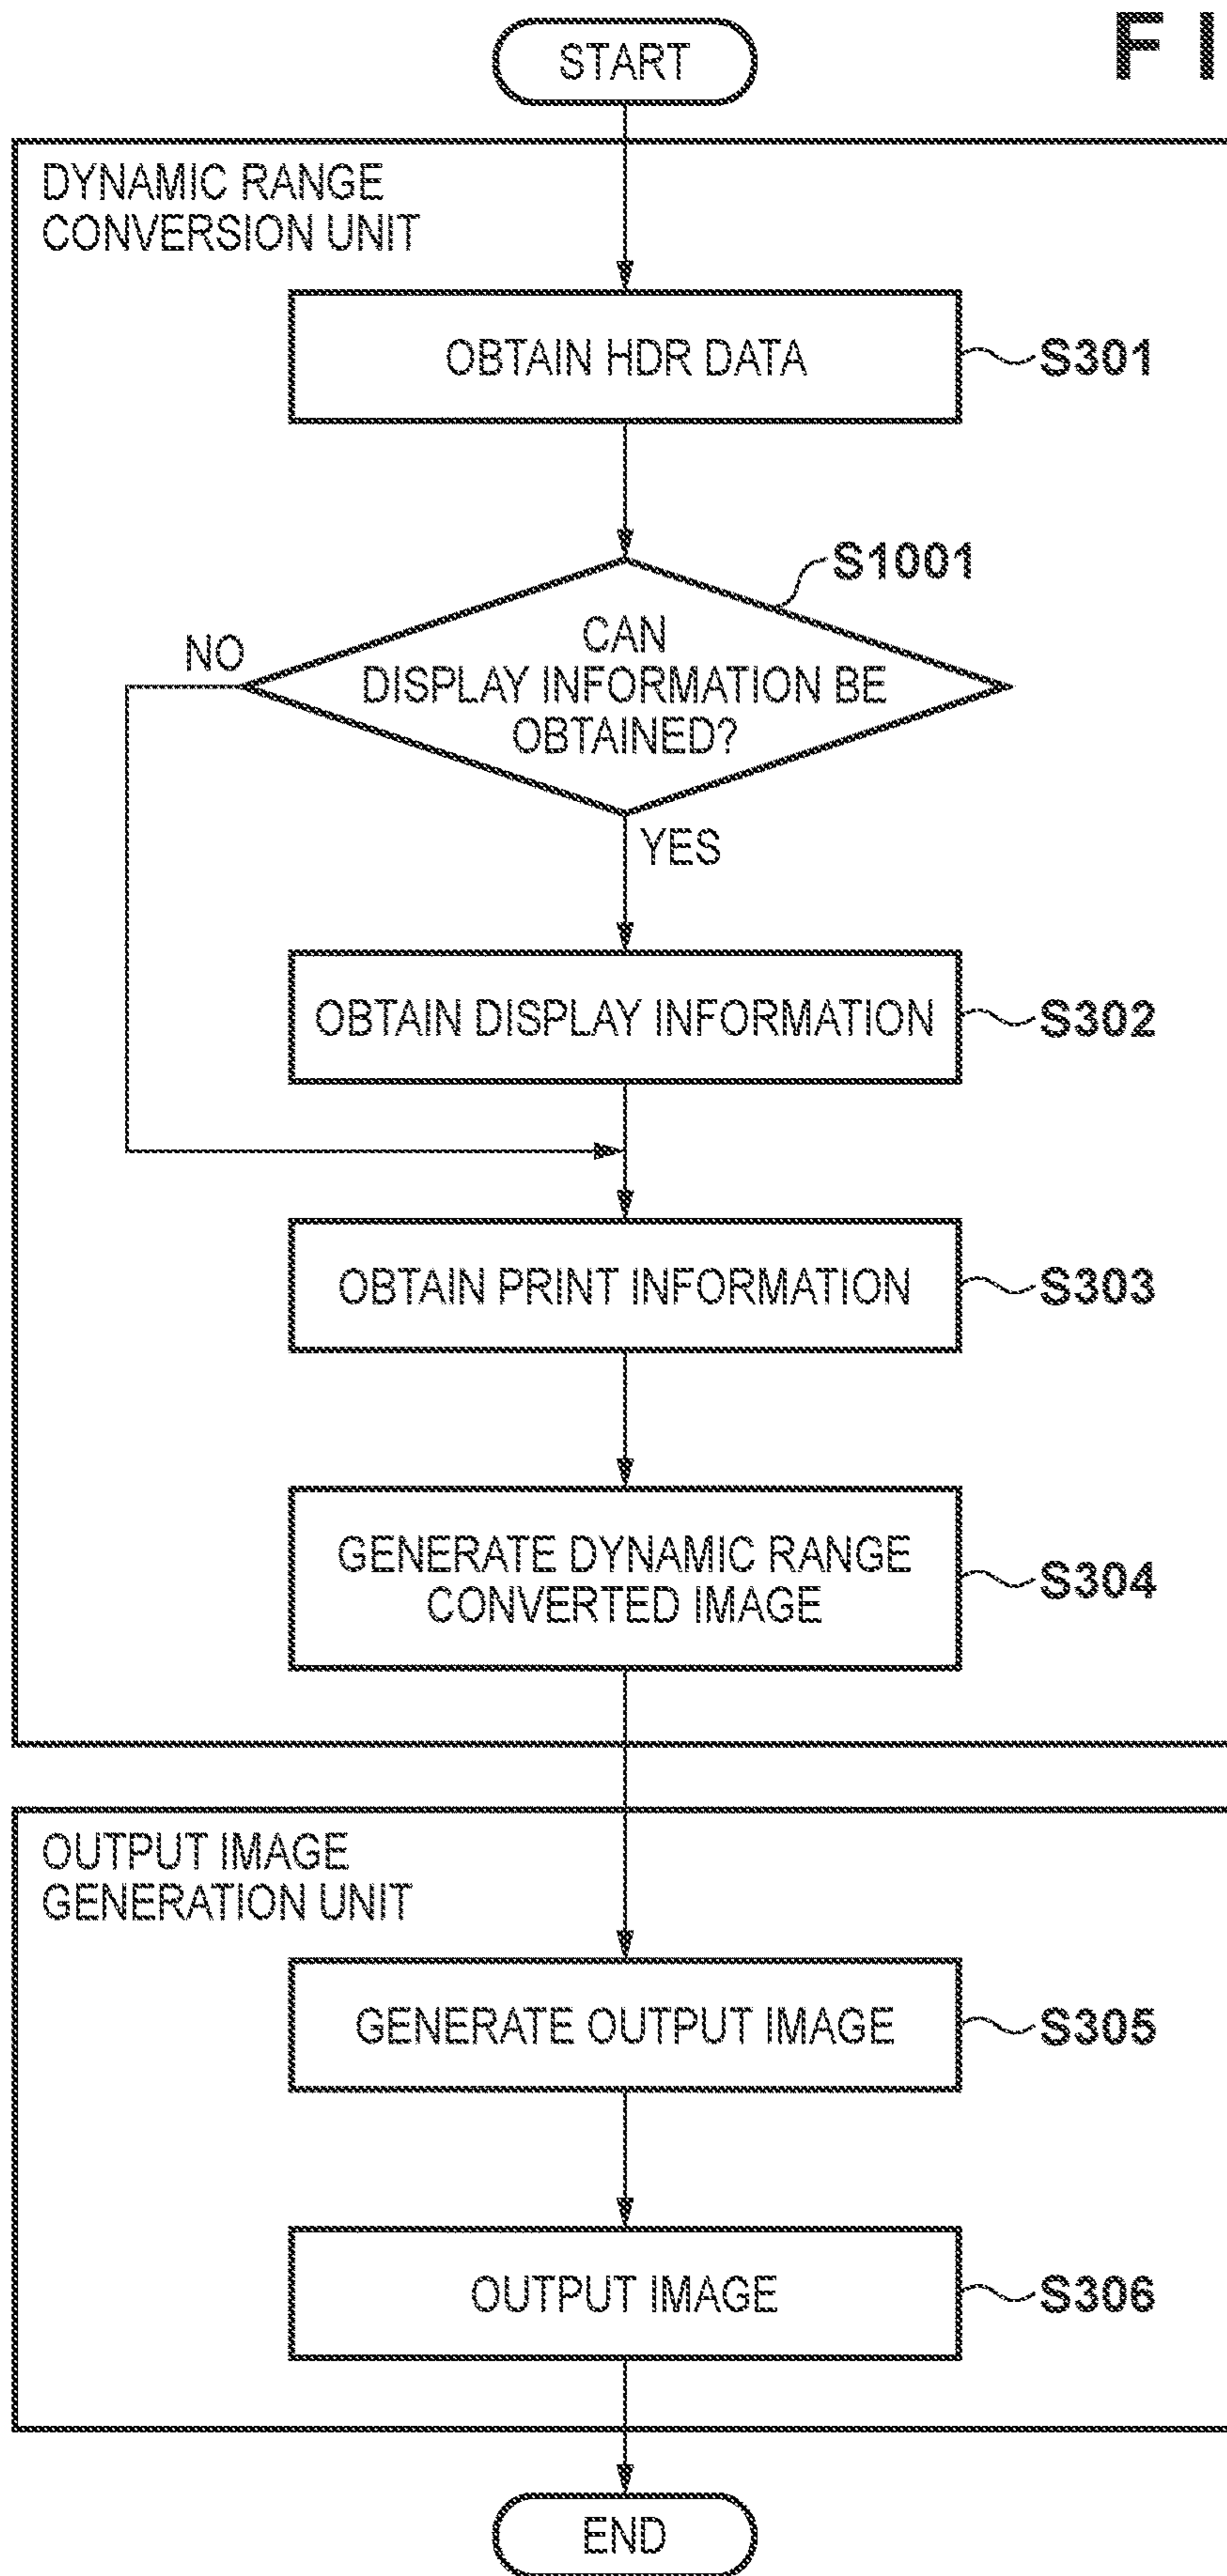 FI
START
DYNAMIC RANGE
CONVERSION UNIT
OBTAIN HDR DATA
S301
S1001
CAN
DISPLAY INFORMATION BE
OBTAINED?
NO
YES
OBTAIN DISPLAY INFORMATION
S302
OBTAIN PRINT INFORMATION
S303
GENERATE DYNAMIC RANGE
CONVERTED IMAGE
S304
OUTPUT IMAGE
GENERATION UNIT
GENERATE OUTPUT IMAGE
S305
OUTPUT IMAGE
S306
END